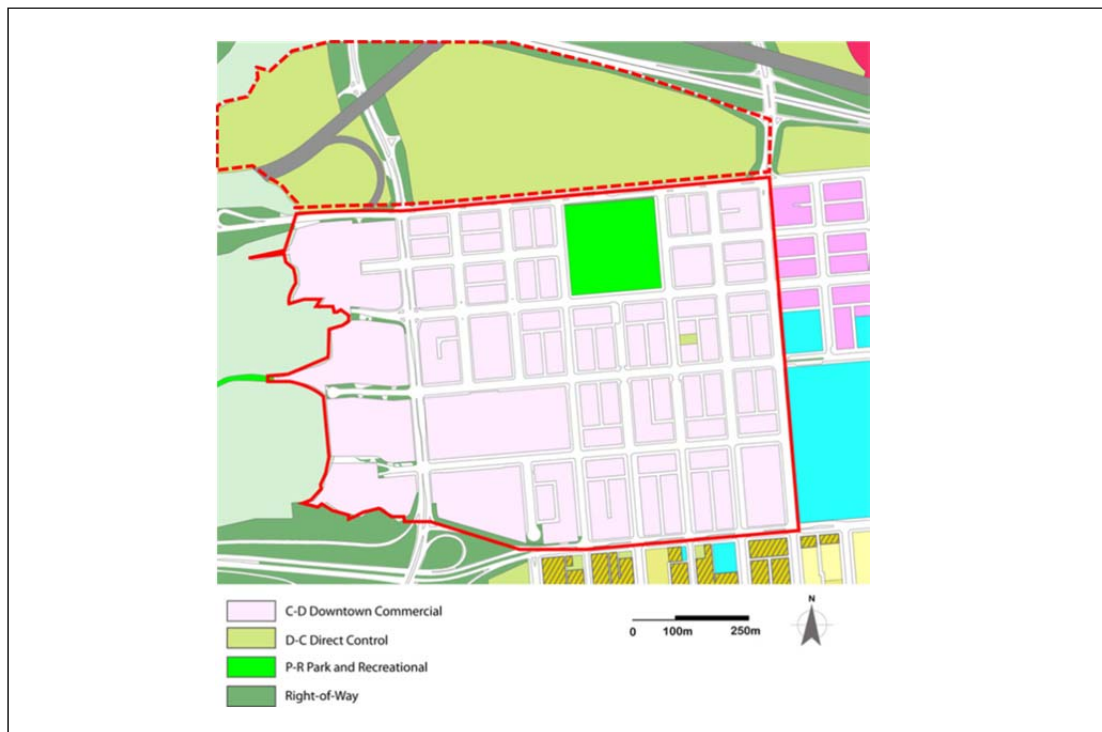 C-D Downtown Commercial
D-C Direct Control
P-R Park and Recreational
Right-of-Way
0 100m 250m
N